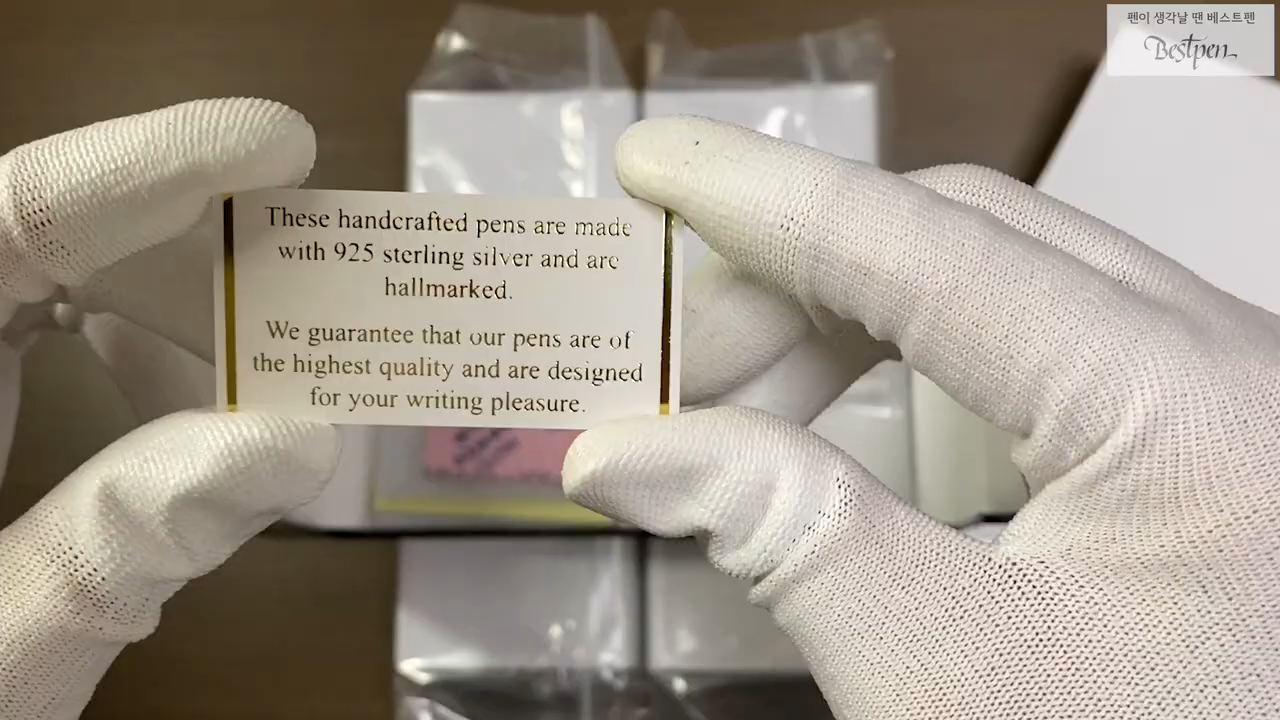 펜이 생각날 땐 베스트펜
Bestpen
These handcrafted pens are made
with 925 sterling silver and are
hallmarked.
We guarantee that our pens are of
the highest quality and are designed
for your writing pleasure.